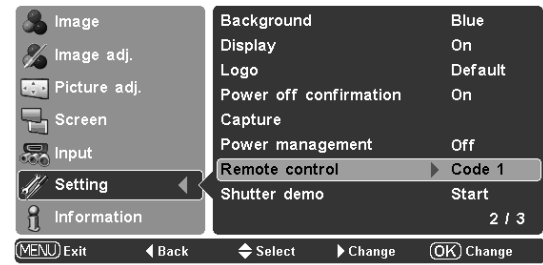 Image
Image adj.
Picture adj.
Screen
Input
Setting
Information
Background Blue
Display On
Logo Default
Power off confirmation On
Capture
Power management Off
Remote control Code 1
Shutter demo Start
2 / 3
MENU Exit Back Select Change OK Change